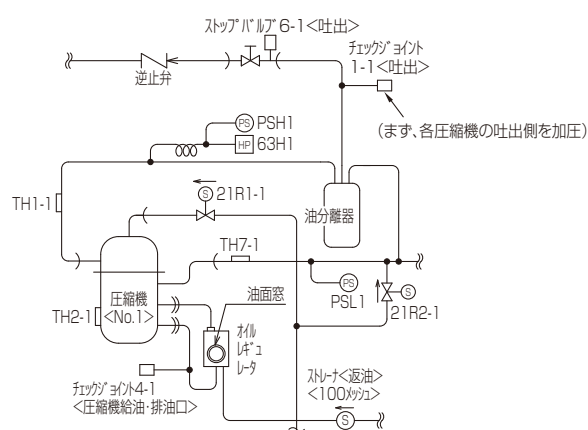 ストップバルブ6-1<吐出>
チェックジョイント
1-1<吐出>
逆止弁
(まず、各圧縮機の吐出側を加圧)
PS
PSH1
HP
63H1
TH1-1
S
21R1-1
油分離器
TH7-1
圧縮機
<No.1>
TH2-1
油面窓
PS
PSL1
S
21R2-1
オイル
レギュ
レータ
チェックジョイント4-1
<圧縮機給油・排油口>
ストレーナ<返油>
<100メッシュ>
S